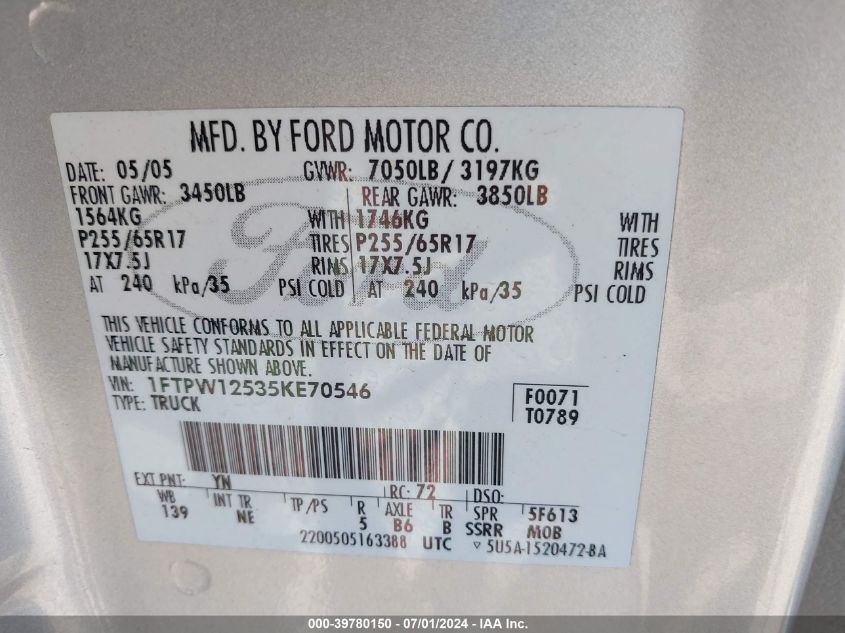 MFD. BY FORD MOTOR CO.
DATE: 05/05 GVWR: 7050LB/ 3197KG
FRONT GAWR: 3450LB REAR GAWR: 3850LB
1564KG WITH 1746KG WITH
P255/65R17 TIRES P255/65R17 TIRES
17X7.5J RIMS 17X7.5J RIMS
AT 240 kPa/35 PSI COLD AT 240 kPa/35 PSI COLD
Ford
THIS VEHICLE CONFORMS TO ALL APPLICABLE FEDERAL MOTOR
VEHICLE SAFETY STANDARDS IN EFFECT ON THE DATE OF
MANUFACTURE SHOWN ABOVE.
VIN: 1FTPW12535KE70546 F0071
TYPE: TRUCK T0789
EXT PNT: YN RC: 72 DSO:
WB INT TR TP/PS R AXLE TR SPR 5F613
139 NE 5 B6 B SSRR MOB
2200505163388 UTC ▿ 5U5A-1520472-BA
000-39780150 - 07/01/2024 - IAA Inc.